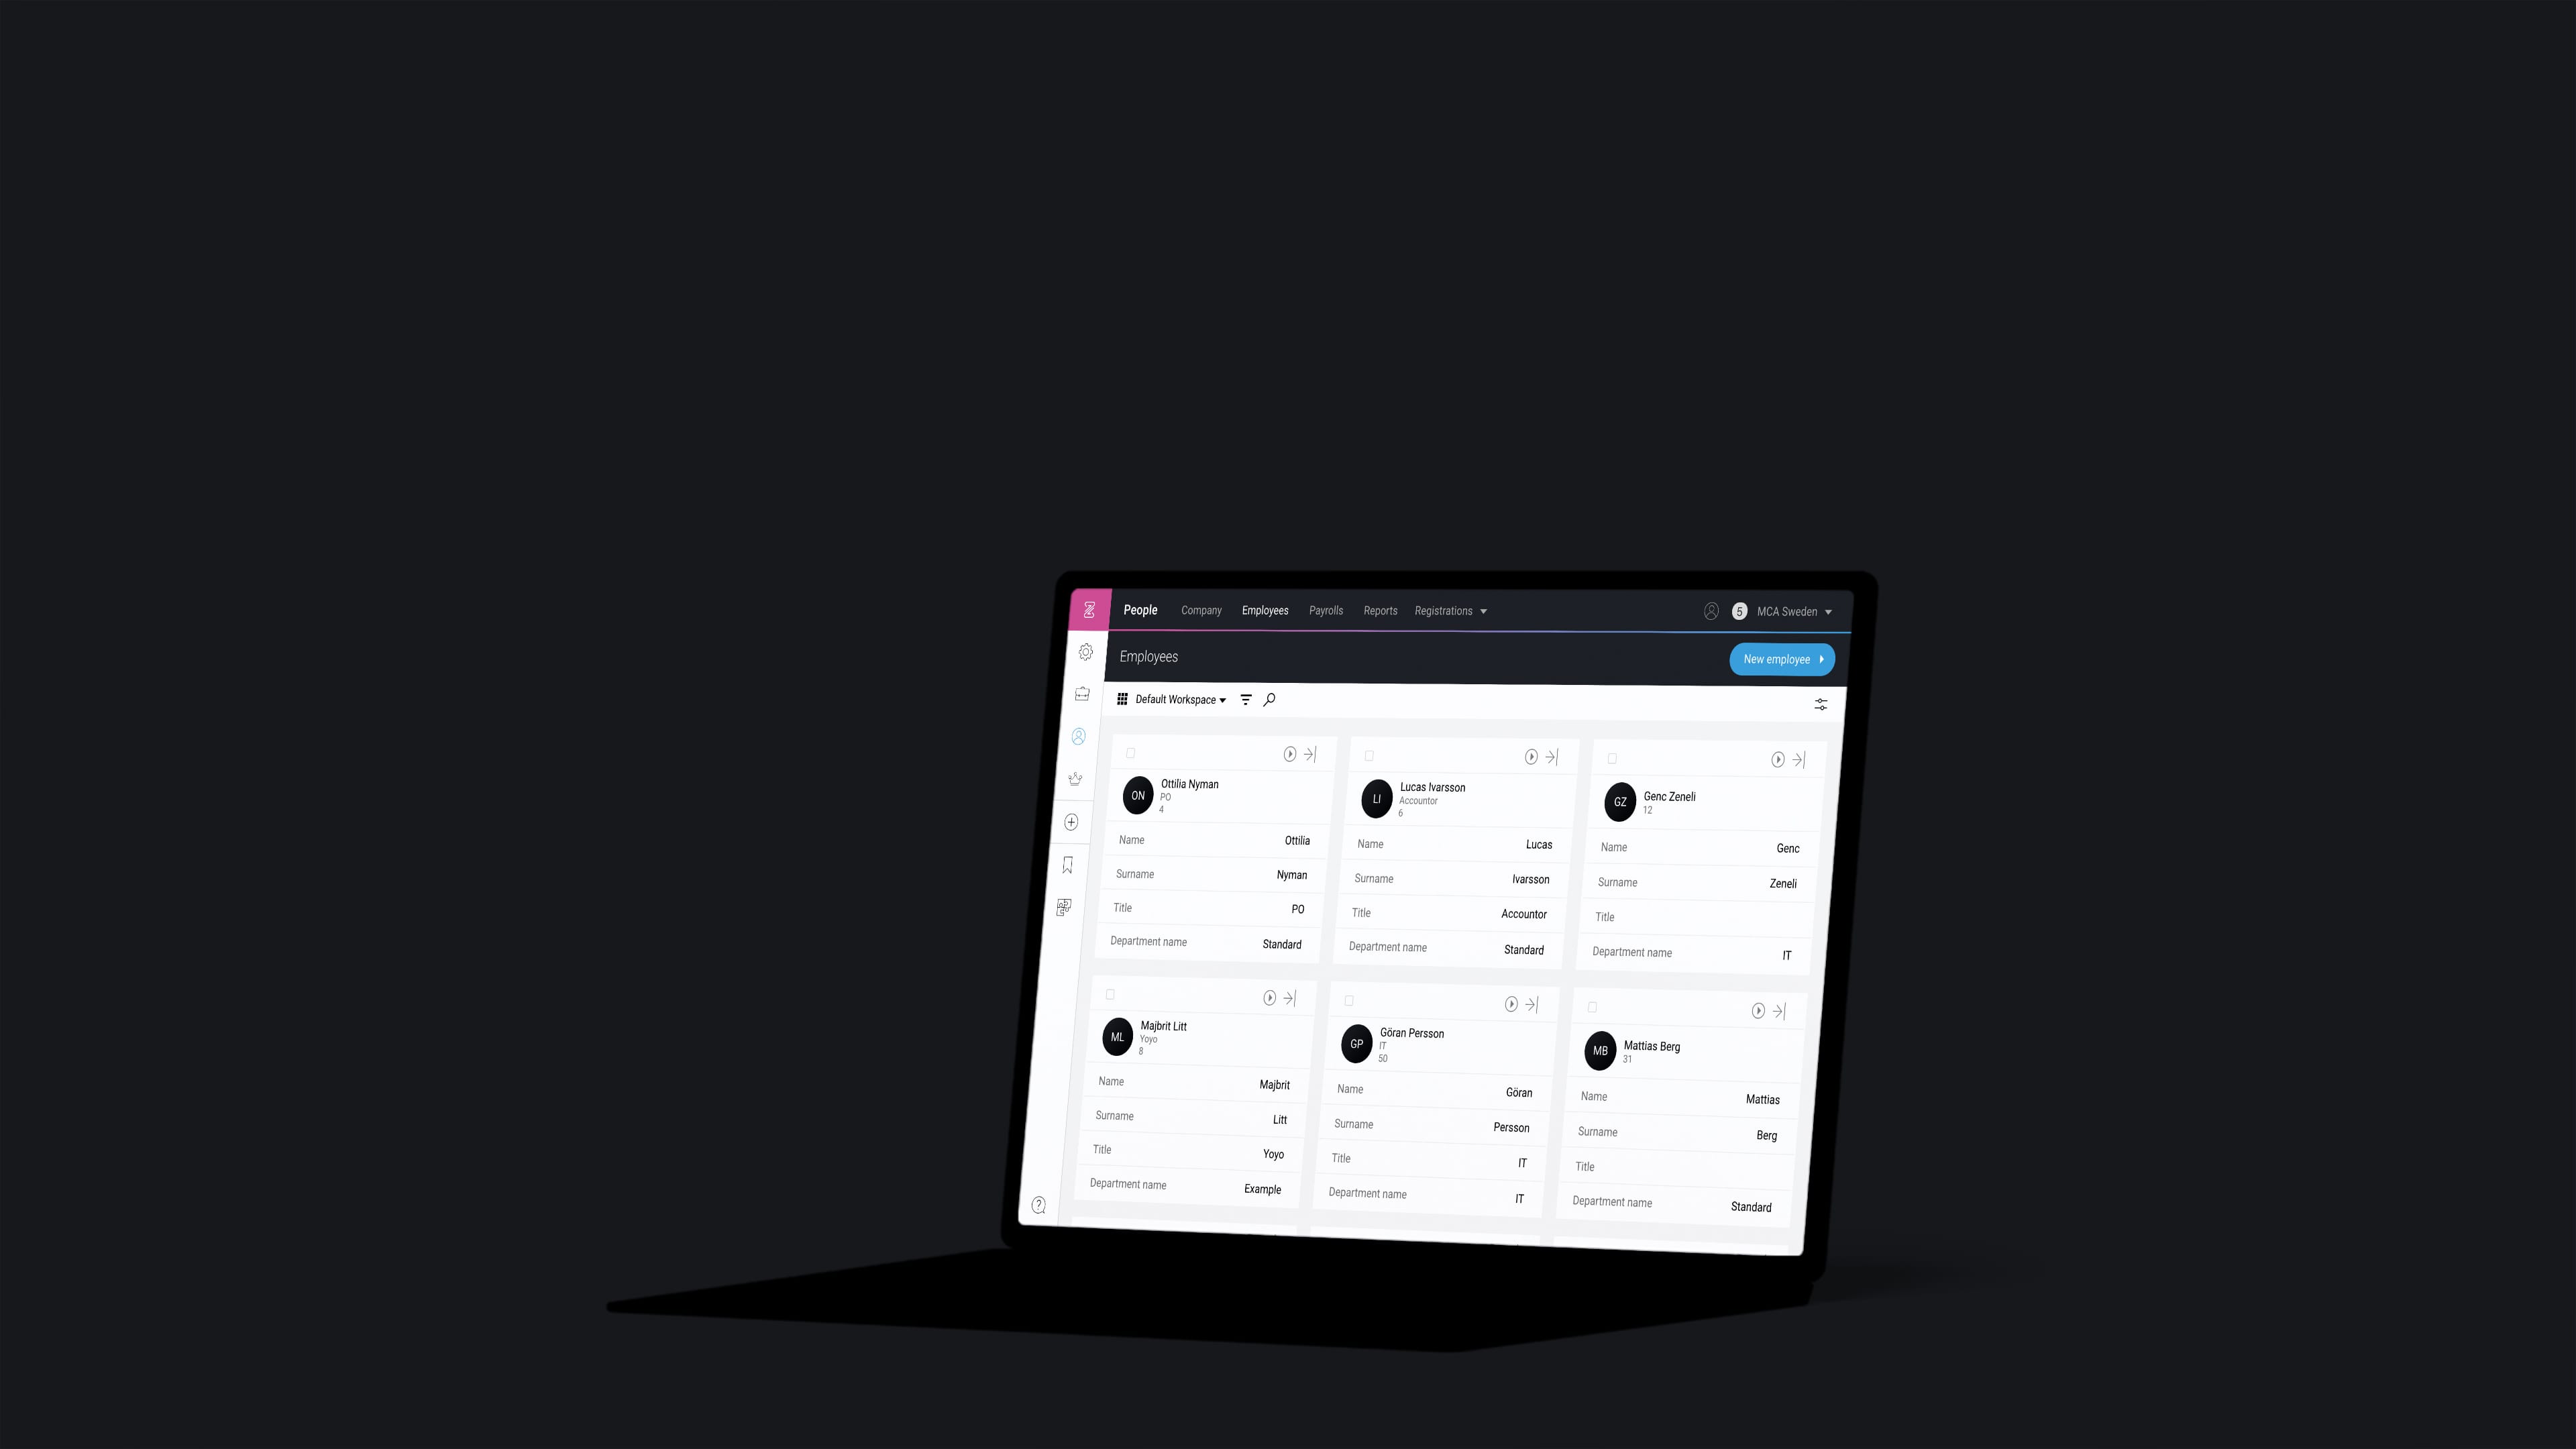 Z People Company Employees Payrolls Reports Registrations 5 MCA Sweden
Employees New employee
Default Workspace
ON Ottilia Nyman
PO
4
Name Ottilia
Surname Nyman
Title PO
Department name Standard
LI Lucas Ivarsson
Accountor
6
Name Lucas
Surname Ivarsson
Title Accountor
Department name Standard
GZ Genc Zeneli
12
Name Genc
Surname Zeneli
Title
Department name IT
ML Majbrit Litt
Yoyo
8
Name Majbrit
Surname Litt
Title Yoyo
Department name Example
GP Göran Persson
IT
50
Name Göran
Surname Persson
Title IT
Department name IT
MB Mattias Berg
31
Name Mattias
Surname Berg
Title
Department name Standard
?